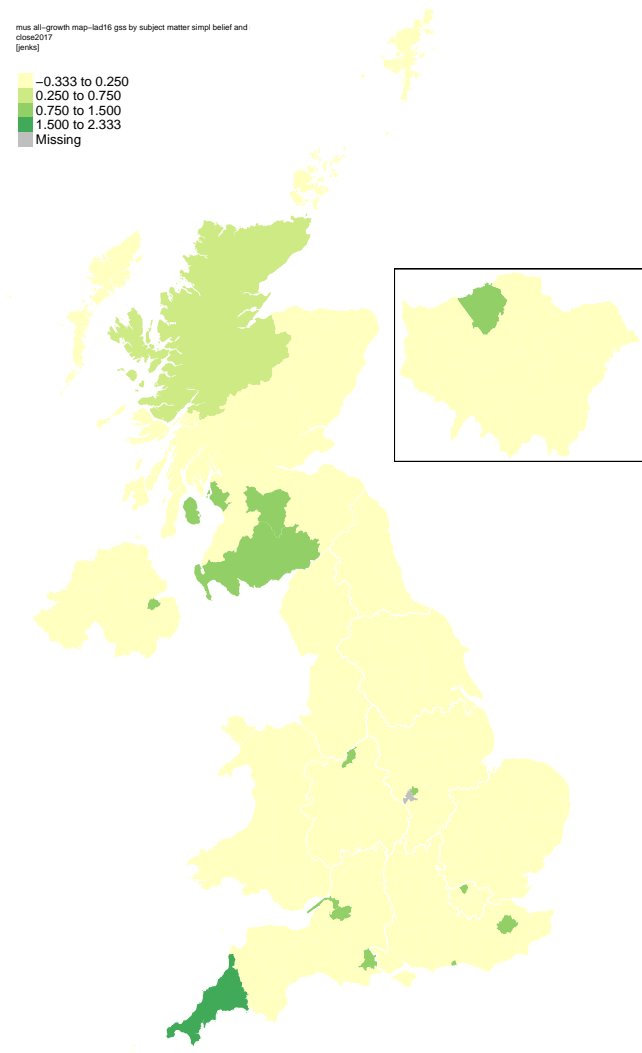 mus all−growth map−lad16 gss by subject matter simpl belief and
close2017
[jenks]
−0.333 to 0.250
0.250 to 0.750
0.750 to 1.500
1.500 to 2.333
Missing